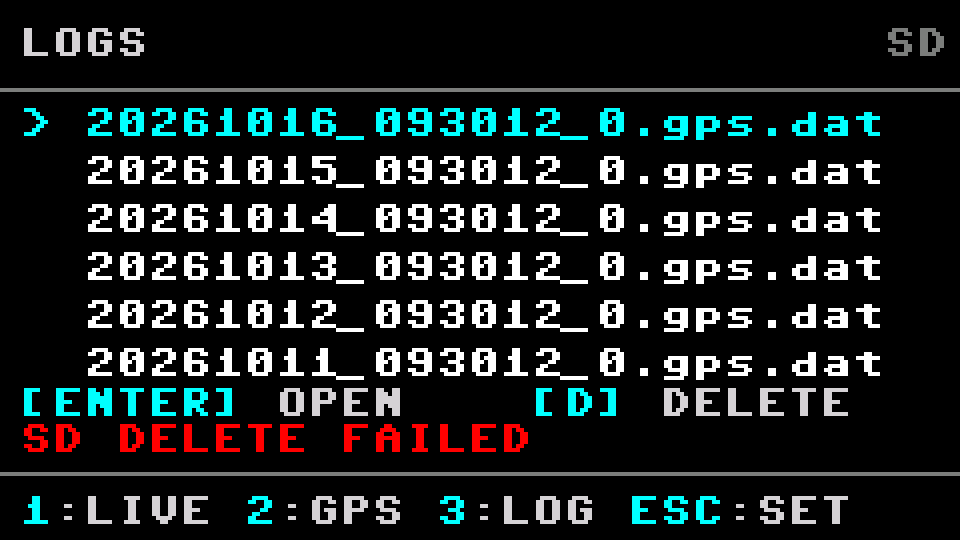 LOGS SD
> 20261016_093012_0.gps.dat
20261015_093012_0.gps.dat
20261014_093012_0.gps.dat
20261013_093012_0.gps.dat
20261012_093012_0.gps.dat
20261011_093012_0.gps.dat
[ENTER] OPEN [D] DELETE
SD DELETE FAILED
1:LIVE 2:GPS 3:LOG ESC:SET